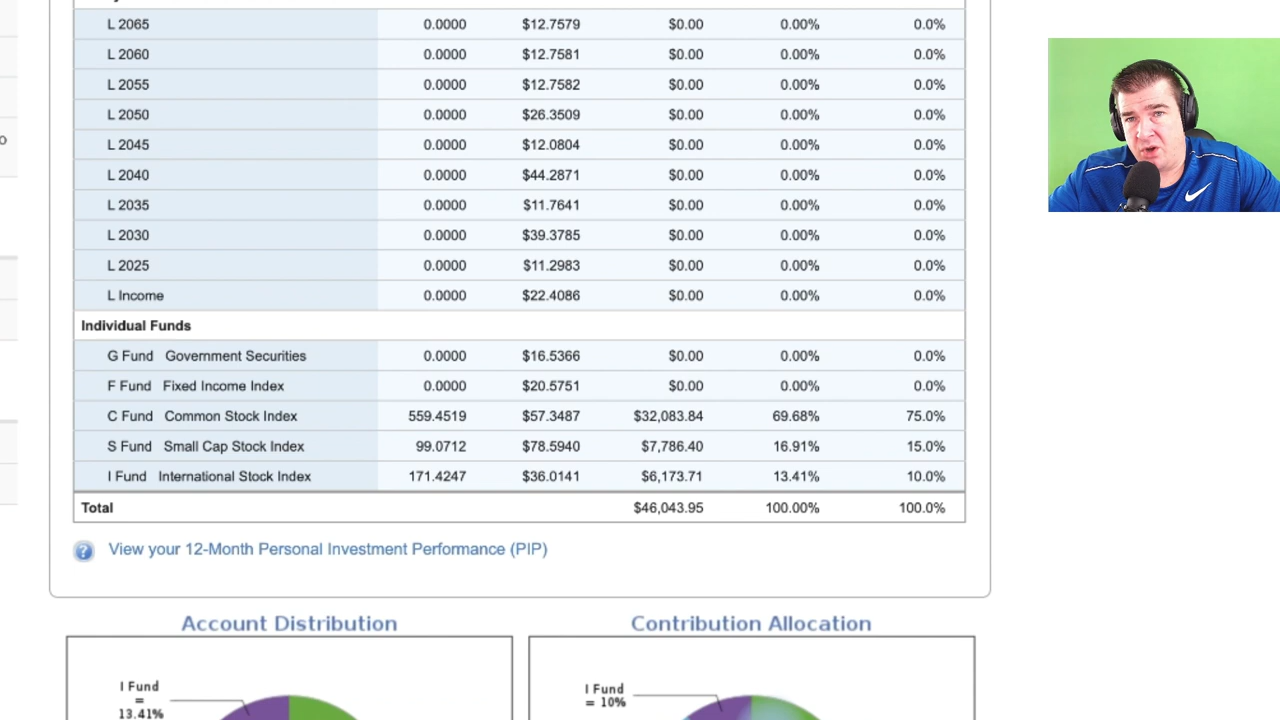 L 2065 0.0000 $12.7579 $0.00 0.00% 0.0%
L 2060 0.0000 $12.7581 $0.00 0.00% 0.0%
L 2055 0.0000 $12.7582 $0.00 0.00% 0.0%
L 2050 0.0000 $26.3509 $0.00 0.00% 0.0%
L 2045 0.0000 $12.0804 $0.00 0.00% 0.0%
L 2040 0.0000 $44.2871 $0.00 0.00% 0.0%
L 2035 0.0000 $11.7641 $0.00 0.00% 0.0%
L 2030 0.0000 $39.3785 $0.00 0.00% 0.0%
L 2025 0.0000 $11.2983 $0.00 0.00% 0.0%
L Income 0.0000 $22.4086 $0.00 0.00% 0.0%
Individual Funds
G Fund Government Securities 0.0000 $16.5366 $0.00 0.00% 0.0%
F Fund Fixed Income Index 0.0000 $20.5751 $0.00 0.00% 0.0%
C Fund Common Stock Index 559.4519 $57.3487 $32,083.84 69.68% 75.0%
S Fund Small Cap Stock Index 99.0712 $78.5940 $7,786.40 16.91% 15.0%
I Fund International Stock Index 171.4247 $36.0141 $6,173.71 13.41% 10.0%
Total $46,043.95 100.00% 100.0%
? View your 12-Month Personal Investment Performance (PIP)
Account Distribution
I Fund
=
13.41%
Contribution Allocation
I Fund
= 10%